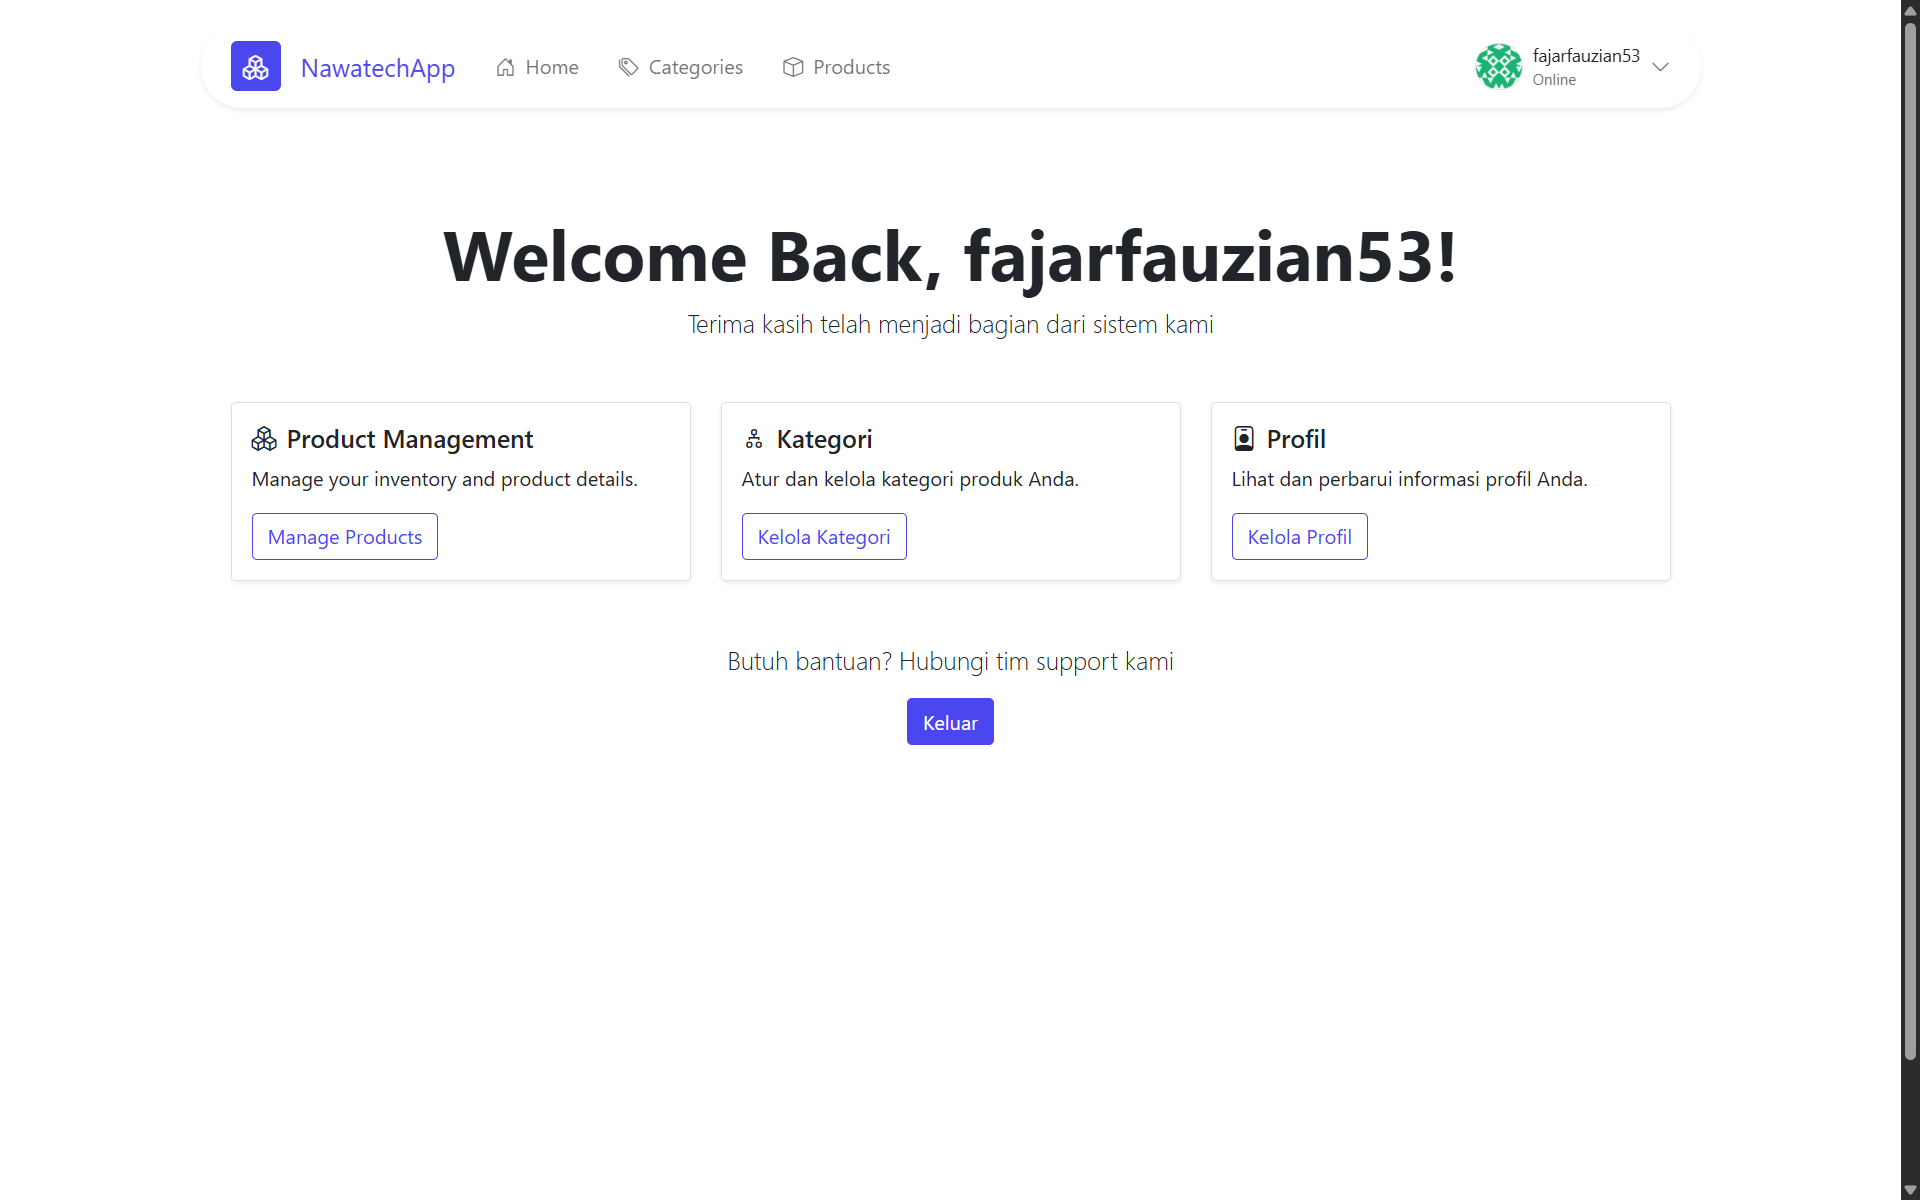 NawatechApp
Home
Categories
Products
fajarfauzian53
Online
Welcome Back, fajarfauzian53!
Terima kasih telah menjadi bagian dari sistem kami
Product Management
Manage your inventory and product details.
Manage Products
Kategori
Atur dan kelola kategori produk Anda.
Kelola Kategori
Profil
Lihat dan perbarui informasi profil Anda.
Kelola Profil
Butuh bantuan? Hubungi tim support kami
Keluar